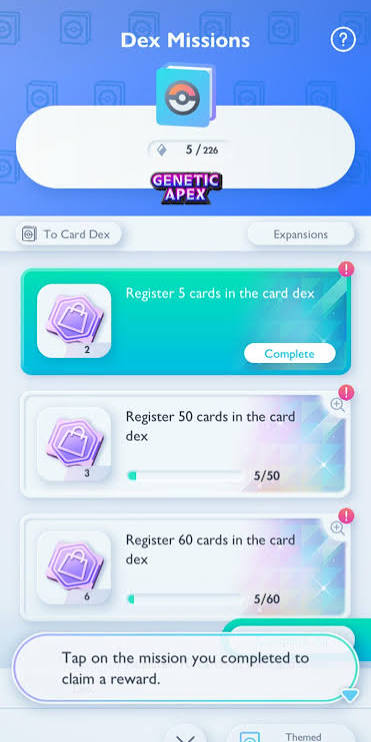 Dex Missions
?
5 / 226
GENETIC
APEX
To Card Dex
Expansions
!
Register 5 cards in the card dex
2
Complete
!
Register 50 cards in the card
dex
3
5/50
!
Register 60 cards in the card
dex
6
5/60
Tap on the mission you completed to
claim a reward.
Themed